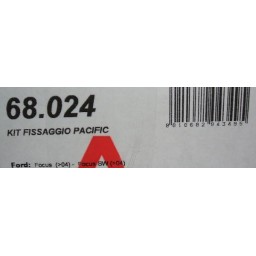 68.024
KIT FISSAGGIO PACIFIC
Ford: Focus (>04) - Focus SW (>04)